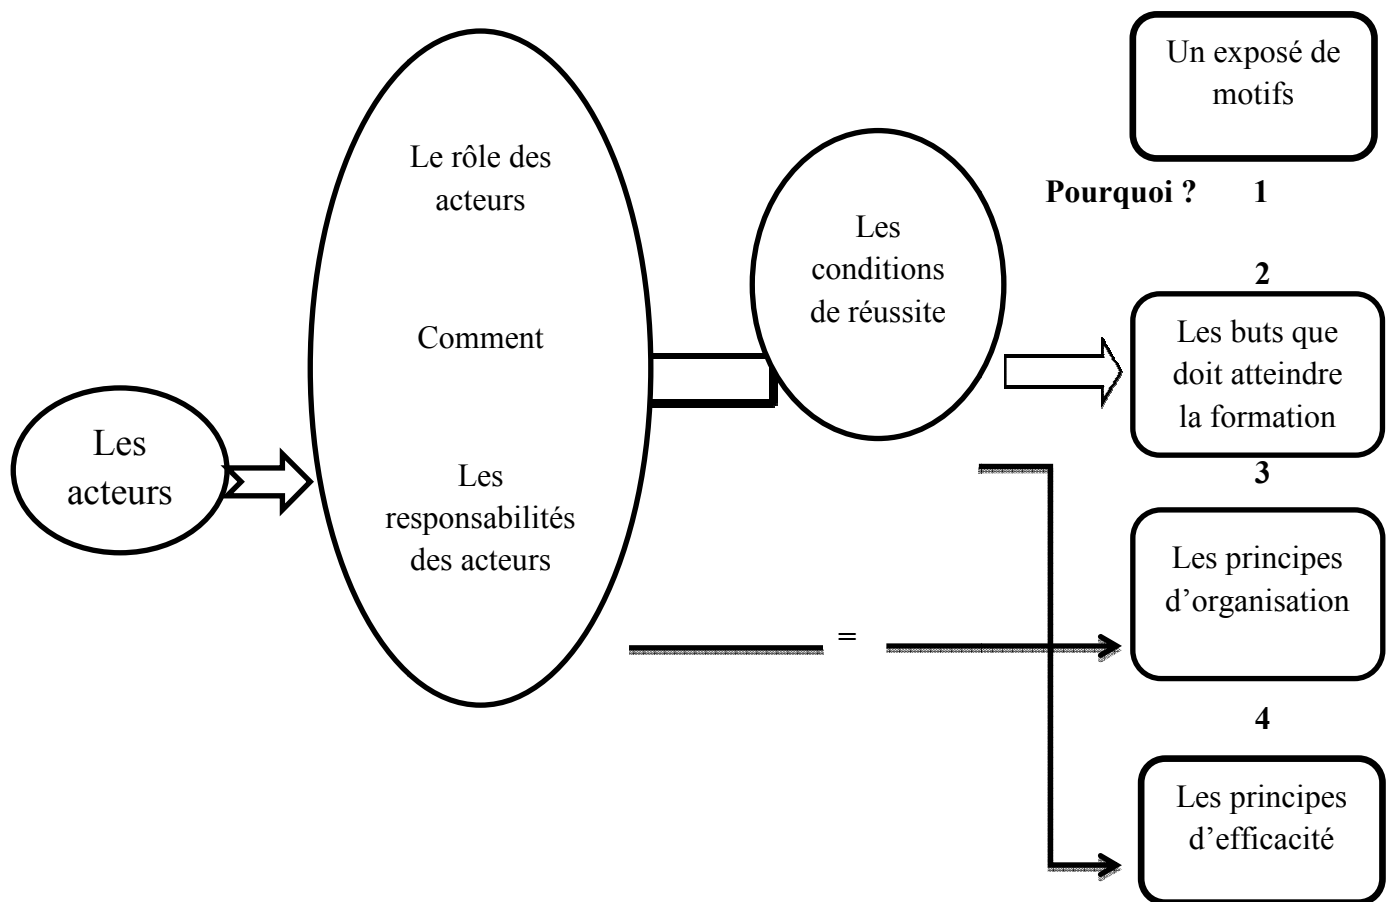 Les
acteurs
Le rôle des
acteurs
Comment
Les
responsabilités
des acteurs
Les
conditions
de réussite
=
Un exposé de
motifs
Pourquoi ? 1
2
Les buts que
doit atteindre
la formation
3
Les principes
d’organisation
4
Les principes
d’efficacité